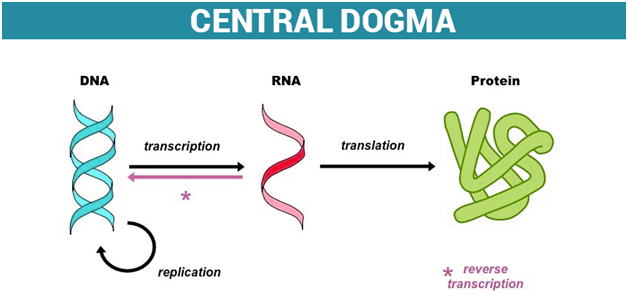 CENTRAL DOGMA
DNA
RNA
Protein
transcription
translation
*
replication
* reverse
transcription